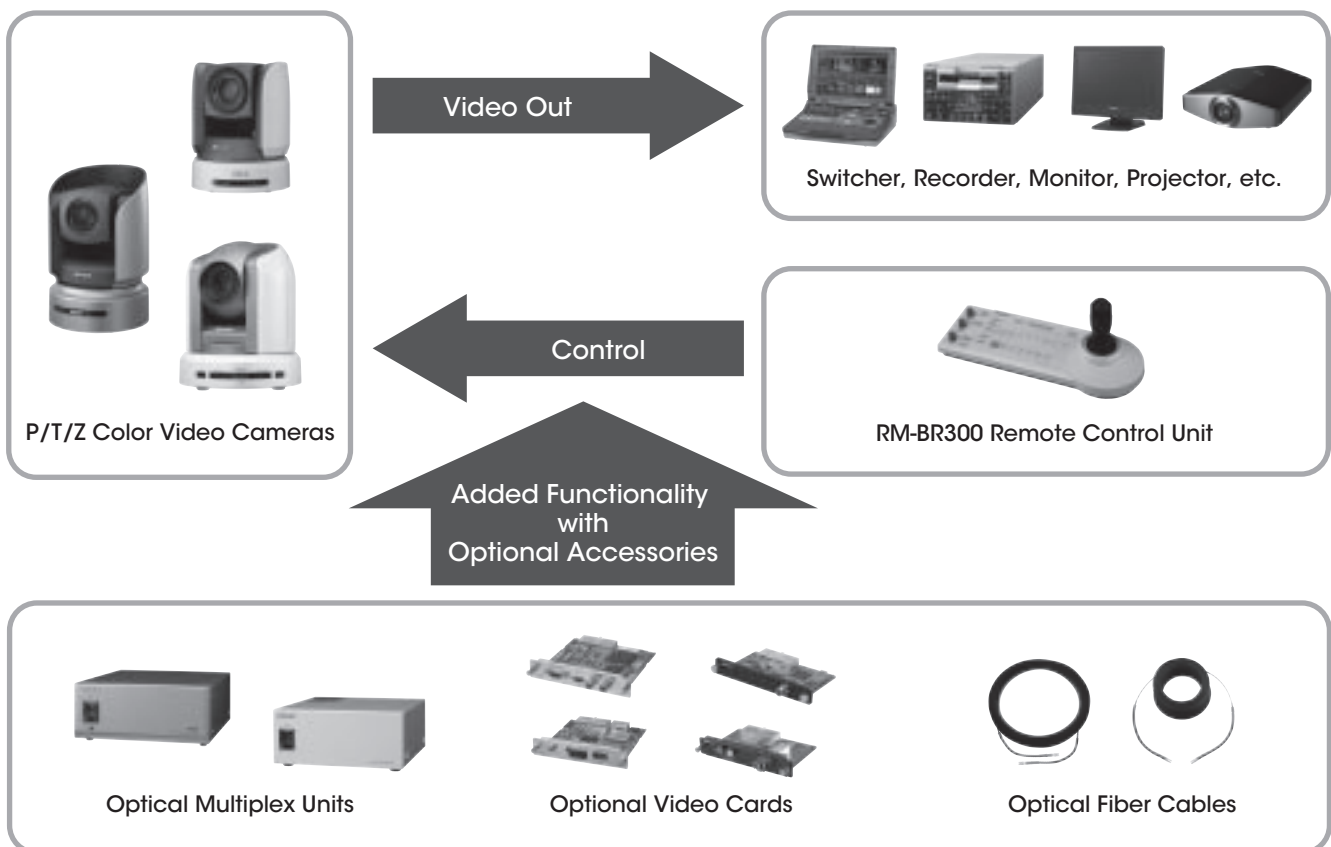 Video Out
Switcher, Recorder, Monitor, Projector, etc.
P/T/Z Color Video Cameras
Control
RM-BR300 Remote Control Unit
Added Functionality
with
Optional Accessories
Optical Multiplex Units
Optional Video Cards
Optical Fiber Cables